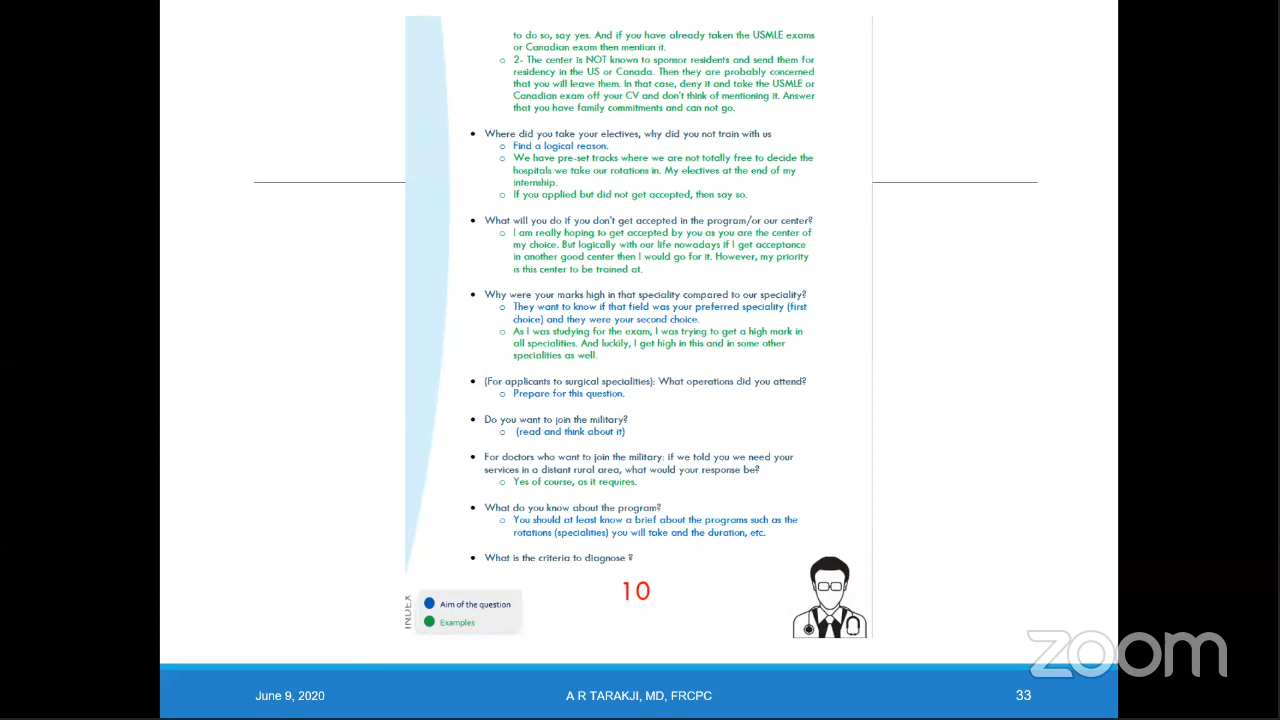 to do so, say yes. And if you have already taken the USMLE exams
or Canadian exam then mention it.
2- The center is NOT known to sponsor residents and send them for
residency in the US or Canada. Then they are probably concerned
that you will leave them. In that case, deny it and take the USMLE or
Canadian exam off your CV and don't think of mentioning it. Answer
that you have family commitments and can not go.
Where did you take your electives, why did you not train with us
Find a logical reason.
We have pre-set tracks where we are not totally free to decide the
hospitals we take our rotations in. My electives at the end of my
internship.
If you applied but did not get accepted, then say so.
What will you do if you don't get accepted in the program/or our center?
I am really hoping to get accepted by you as you are the center of
my choice. But logically with our life nowadays if I get acceptance
in another good center then I would go for it. However, my priority
is this center to be trained at.
Why were your marks high in that speciality compared to our speciality?
They want to know if that field was your preferred speciality (first
choice) and they were your second choice.
As I was studying for the exam, I was trying to get a high mark in
all specialities. And luckily, I get high in this and in some other
specialities as well.
(For applicants to surgical specialities): What operations did you attend?
Prepare for this question.
Do you want to join the military?
(read and think about it)
For doctors who want to join the military: if we told you we need your
services in a distant rural area, what would your response be?
Yes of course, as it requires.
What do you know about the program?
You should at least know a brief about the programs such as the
rotations (specialities) you will take and the duration, etc.
What is the criteria to diagnose ?
10
INDEX
Aim of the question
Examples
zoom
June 9, 2020
A R TARAKJI, MD, FRCPC
33